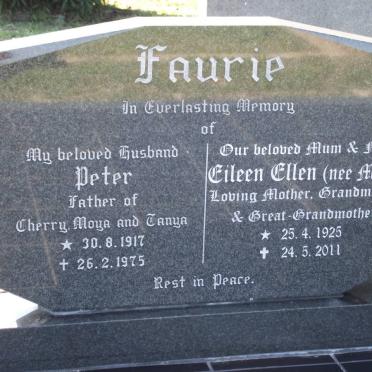 Faurie
In Everlasting Memory
of
My beloved Husband
Peter
Father of
Cherry, Moya and Tanya
★ 30.8.1917
✝ 26.2.1975
Our beloved Mum &
Eileen Ellen (nee
Loving Mother,
& Great-Grandmothe
★ 25.4.1925
✝ 24.5.2011
Rest in Peace.